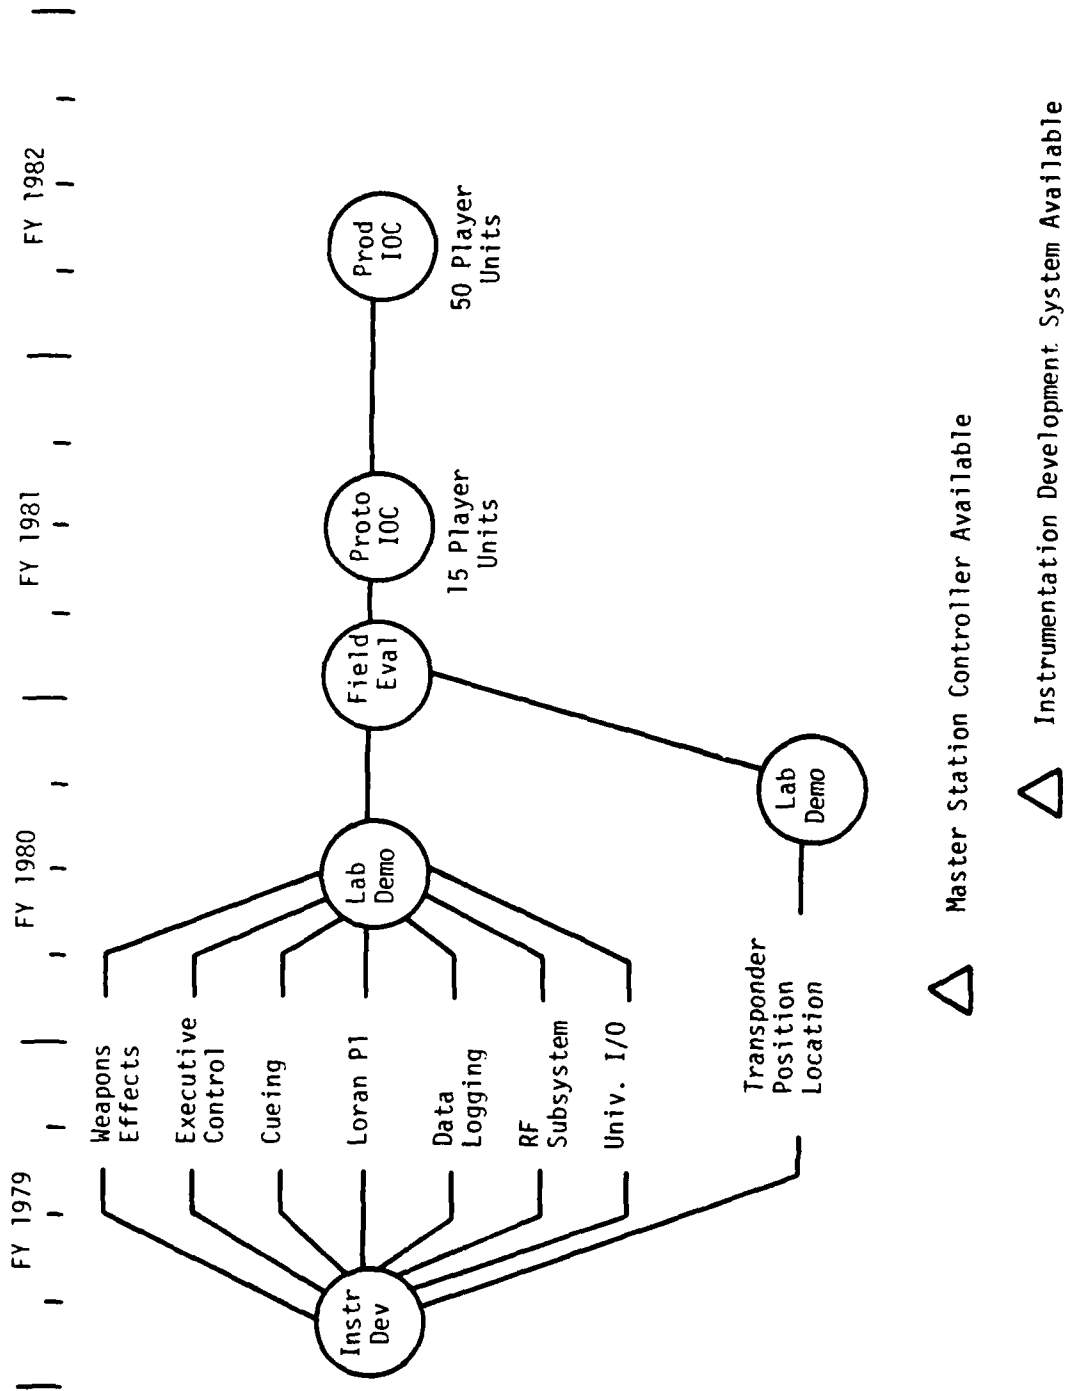 FY 1979
FY 1980
FY 1981
FY 1982
Weapons
Effects
Executive
Control
Cueing
Instr
Dev
Loran Pl
Lab
Demo
Field
Eval
Proto
IOC
15 Player
Units
Prod
IOC
50 Player
Units
Data
Logging
RF
Subsystem
Univ. I/O
Transponder
Position
Location
Lab
Demo
Master Station Controller Available
Instrumentation Development System Available